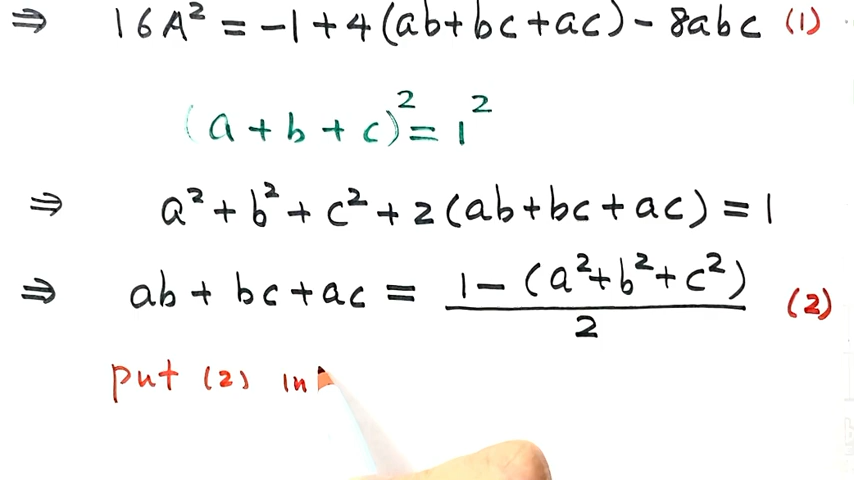 ⇒ 16A² = -1 + 4(ab+bc+ac) - 8abc (1)
(a+b+c)² = 1²
⇒ a² + b² + c² + 2(ab+bc+ac) = 1
⇒ ab + bc + ac = \frac{1-(a²+b²+c²)}{2} (2)
put (2) in